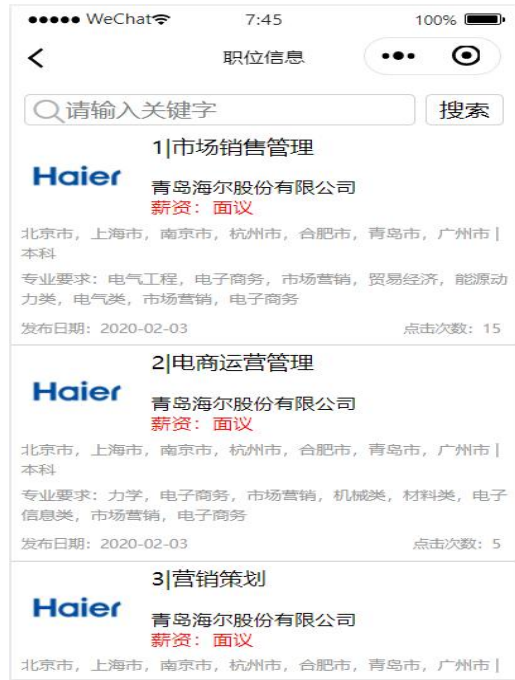 WeChat 7:45 100%
职位信息
请输入关键字 搜索
1|市场销售管理
Haier
青岛海尔股份有限公司
薪资：面议
北京市，上海市，南京市，杭州市，合肥市，青岛市，广州市|
本科
专业要求：电气工程，电子商务，市场营销，贸易经济，能源动
力类，电气类，市场营销，电子商务
发布日期：2020-02-03 点击次数：15
2|电商运营管理
Haier
青岛海尔股份有限公司
薪资：面议
北京市，上海市，南京市，杭州市，合肥市，青岛市，广州市|
本科
专业要求：力学，电子商务，市场营销，机械类，材料类，电子
信息类，市场营销，电子商务
发布日期：2020-02-03 点击次数：5
3|营销策划
Haier
青岛海尔股份有限公司
薪资：面议
北京市，上海市，南京市，杭州市，合肥市，青岛市，广州市|